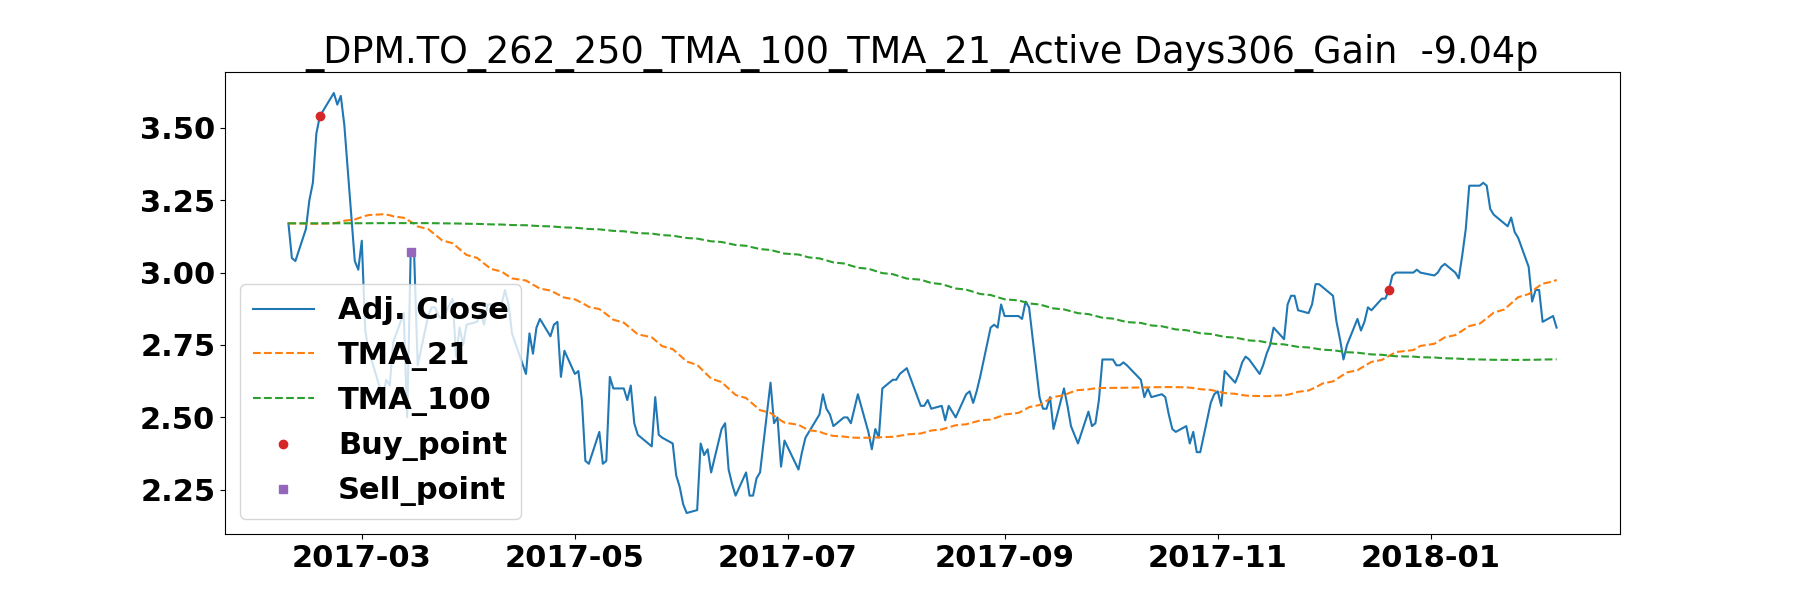 _DPM.TO_262_250_TMA_100_TMA_21_Active Days306_Gain  -9.04p
3.50
3.25
3.00
2.75
2.50
2.25
Adj. Close
TMA_21
TMA_100
Buy_point
Sell_point
2017-03
2017-05
2017-07
2017-09
2017-11
2018-01